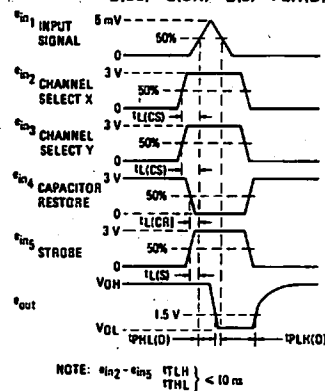 ein1 INPUT SIGNAL
5 mV
50%
0
ein2 CHANNEL SELECT X
3 V
50%
0
tL(CS)
ein3 CHANNEL SELECT Y
3 V
50%
0
tL(CS)
ein4 CAPACITOR RESTORE
3 V
50%
0
tL(CR)
ein5 STROBE
3 V
50%
0
tL(S)
eout
VOH
1.5 V
VOL
tPHL(D)
tPLH(D)
NOTE: ein2 - ein5 tTLH tTHL } ≤ 10 ns